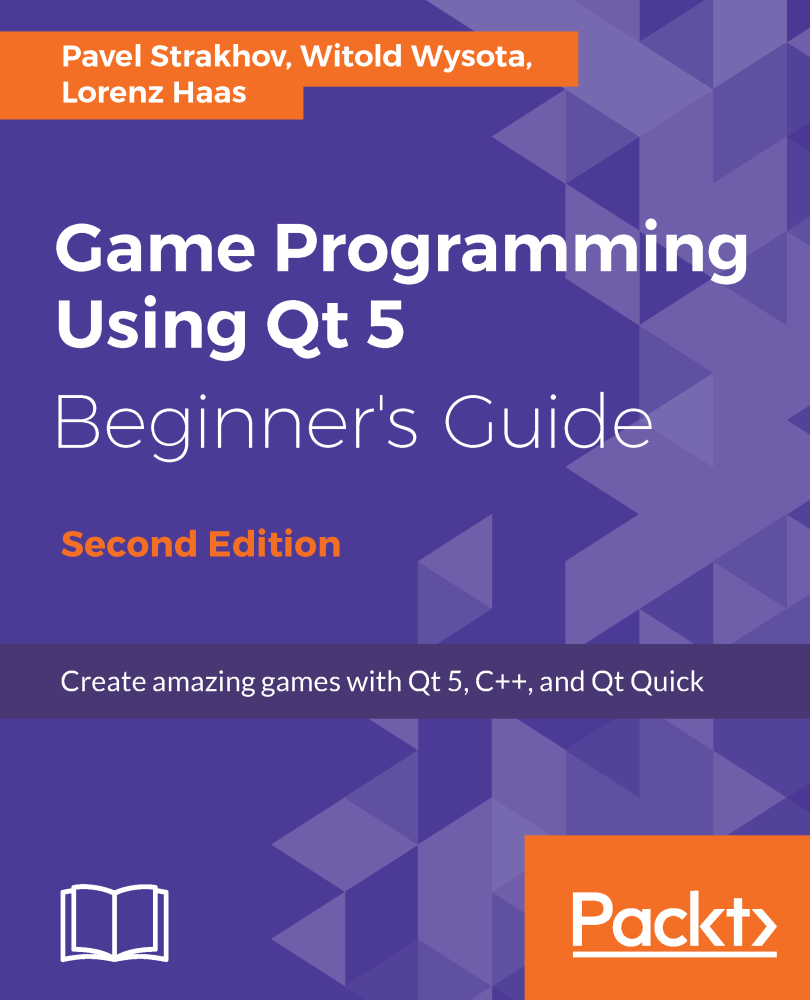 Pavel Strakhov, Witold Wysota,
Lorenz Haas
Game Programming
Using Qt 5
Beginner's Guide
Second Edition
Create amazing games with Qt 5, C++, and Qt Quick
Packt